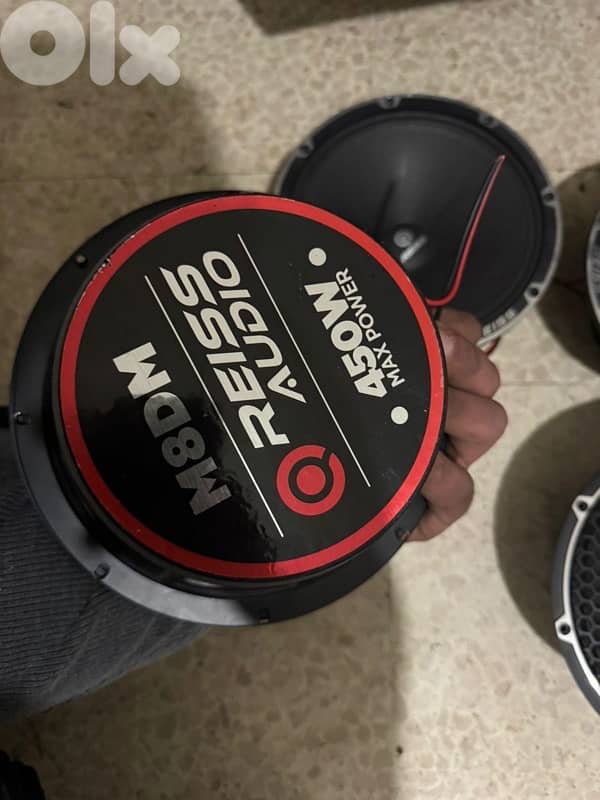 Olx
M8DM
REISS
AUDIO
450W
MAX POWER